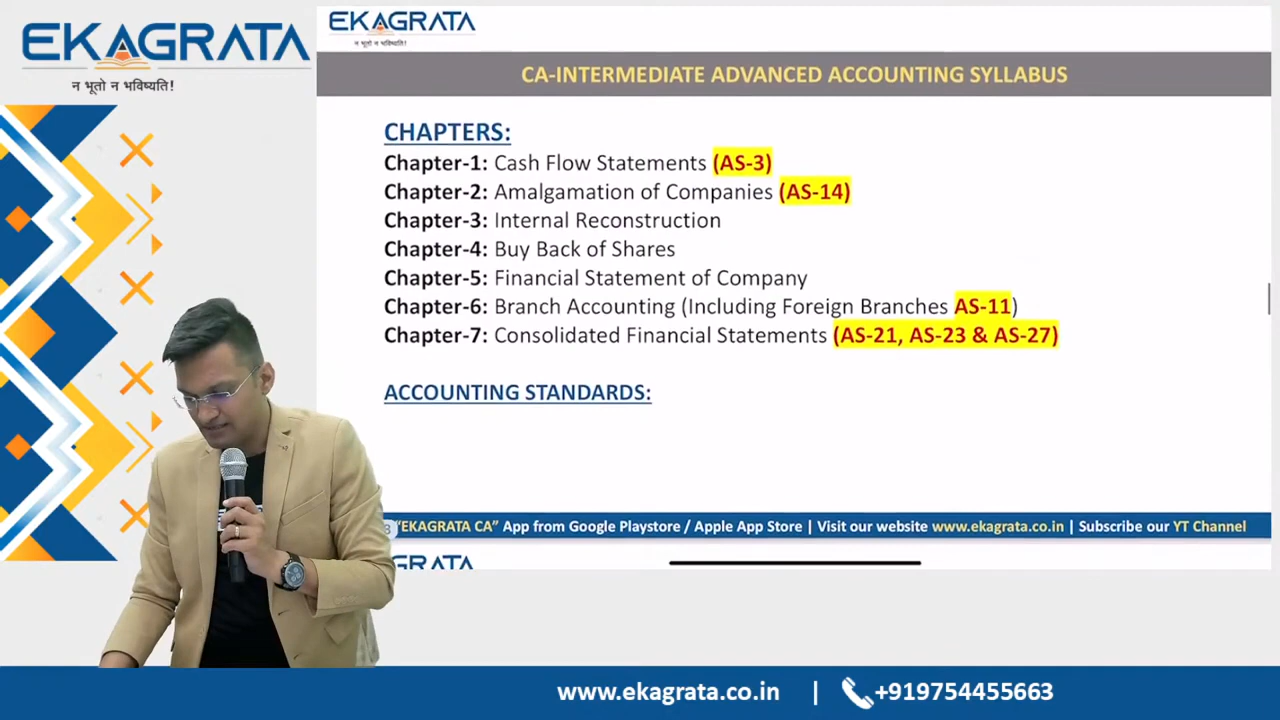 EKAGRATA
न भूतो न भविष्यति!
EKAGRATA
न भूतो न भविष्यति!
CA-INTERMEDIATE ADVANCED ACCOUNTING SYLLABUS
CHAPTERS:
Chapter-1: Cash Flow Statements (AS-3)
Chapter-2: Amalgamation of Companies (AS-14)
Chapter-3: Internal Reconstruction
Chapter-4: Buy Back of Shares
Chapter-5: Financial Statement of Company
Chapter-6: Branch Accounting (Including Foreign Branches AS-11)
Chapter-7: Consolidated Financial Statements (AS-21, AS-23 & AS-27)
ACCOUNTING STANDARDS:
"EKAGRATA CA" App from Google Playstore / Apple App Store | Visit our website www.ekagrata.co.in | Subscribe our YT Channel
www.ekagrata.co.in | +919754455663